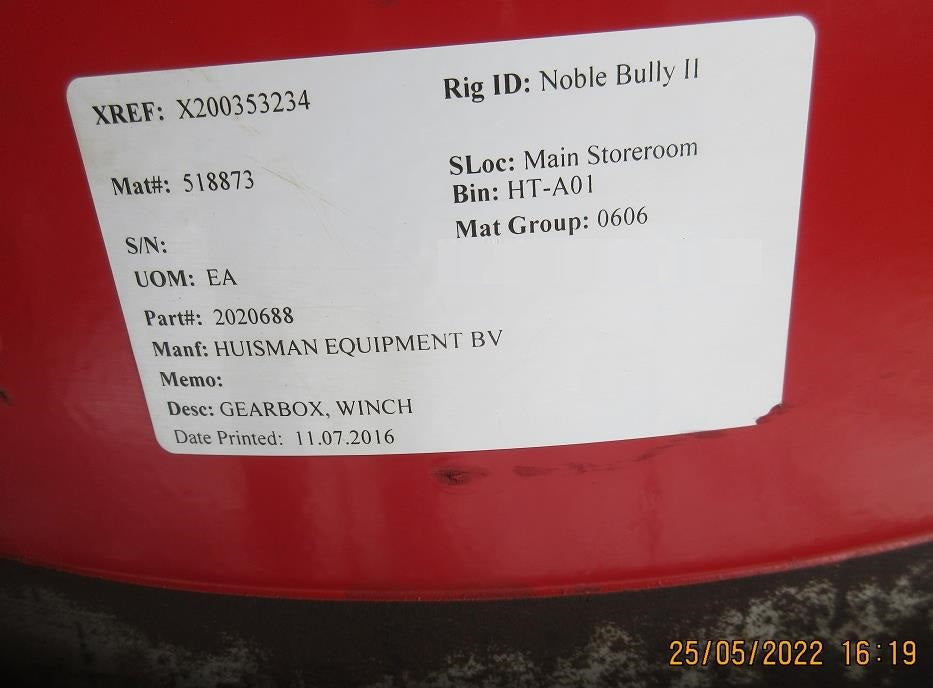 XREF: X200353234
Rig ID: Noble Bully II
Mat#: 518873
SLoc: Main Storeroom
Bin: HT-A01
Mat Group: 0606
S/N:
UOM: EA
Part#: 2020688
Manf: HUISMAN EQUIPMENT BV
Memo:
Desc: GEARBOX, WINCH
Date Printed: 11.07.2016
25/05/2022 16:19